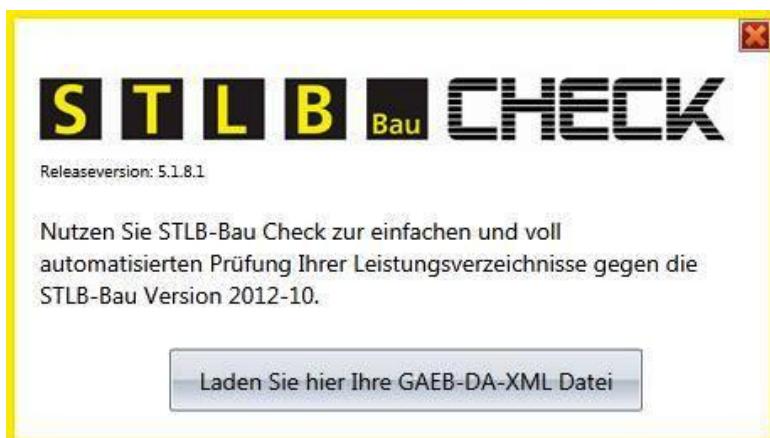 STLB Bau CHECK
Releaseversion: 5.1.8.1
Nutzen Sie STLB-Bau Check zur einfachen und voll
automatisierten Prüfung Ihrer Leistungsverzeichnisse gegen die
STLB-Bau Version 2012-10.
Laden Sie hier Ihre GAEB-DA-XML Datei